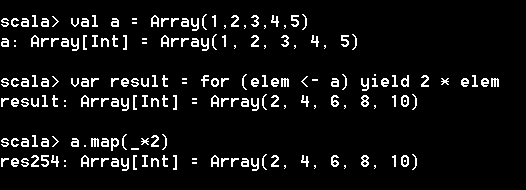 scala> val a = Array(1,2,3,4,5)
a: Array[Int] = Array(1, 2, 3, 4, 5)
scala> var result = for (elem <- a) yield 2 * elem
result: Array[Int] = Array(2, 4, 6, 8, 10)
scala> a.map(_*2)
res254: Array[Int] = Array(2, 4, 6, 8, 10)